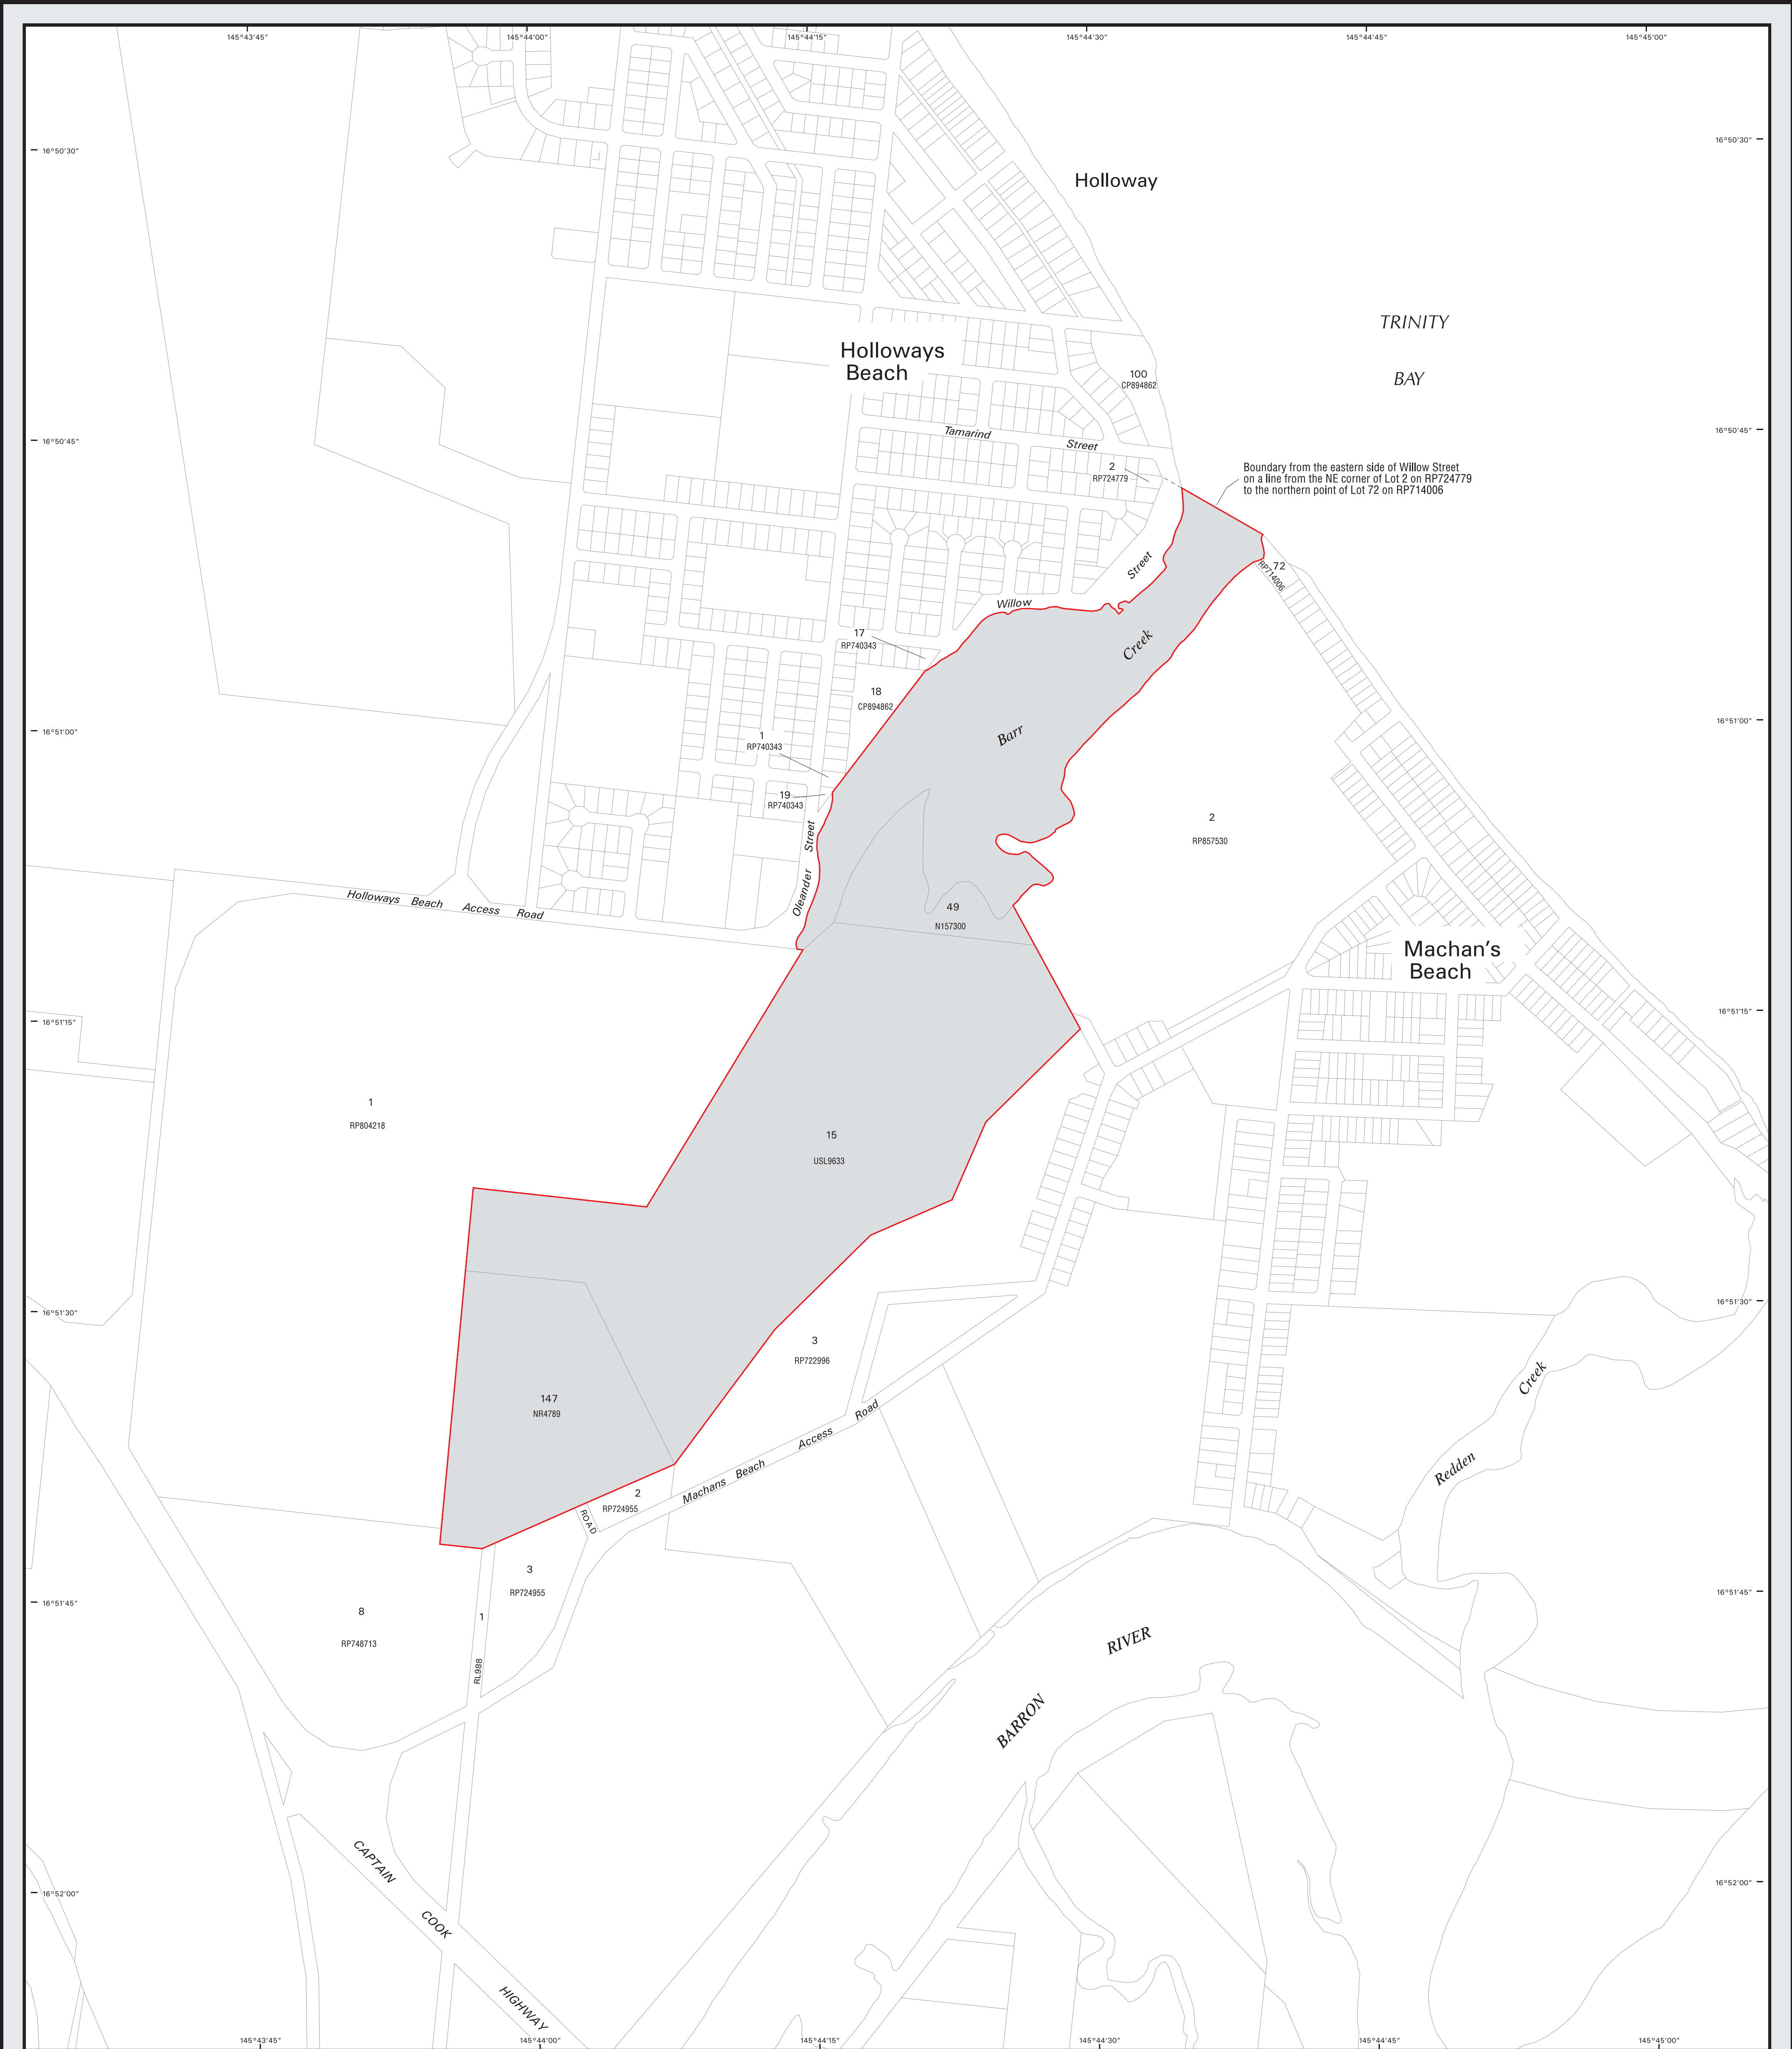 145°43'45"
145°44'00"
145°44'15"
145°44'30"
145°44'45"
145°45'00"
16°50'30"
16°50'30"
Holloway
TRINITY
BAY
Holloways
Beach
100
CP894862
16°50'45"
16°50'45"
Tamarind Street
2
RP724779
Boundary from the eastern side of Willow Street
on a line from the NE corner of Lot 2 on RP724779
to the northern point of Lot 72 on RP714006
72
RP714006
Willow Street
17
RP740343
Barr Creek
18
CP894862
16°51'00"
16°51'00"
1
RP740343
19
RP740343
2
RP857530
Oleander Street
Holloways Beach Access Road
49
N157300
Machan's
Beach
16°51'15"
16°51'15"
1
RP804218
15
USL9633
16°51'30"
16°51'30"
3
RP722996
147
NR4789
Machans Beach Access Road
Redden Creek
2
RP724955
ROAD
3
RP724955
16°51'45"
16°51'45"
8
RP748713
1
RL988
BARRON RIVER
CAPTAIN COOK HIGHWAY
16°52'00"
16°52'00"
145°43'45"
145°44'00"
145°44'15"
145°44'30"
145°44'45"
145°45'00"